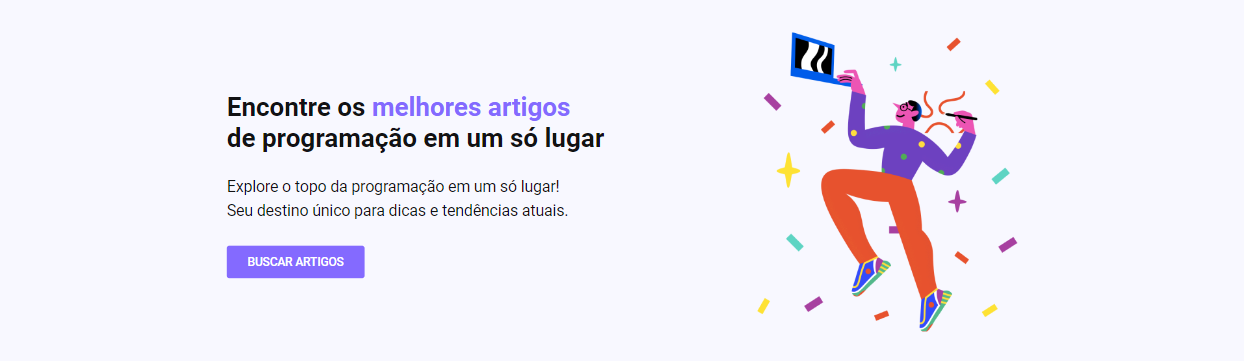 Encontre os melhores artigos
de programação em um só lugar
Explore o topo da programação em um só lugar!
Seu destino único para dicas e tendências atuais.
BUSCAR ARTIGOS